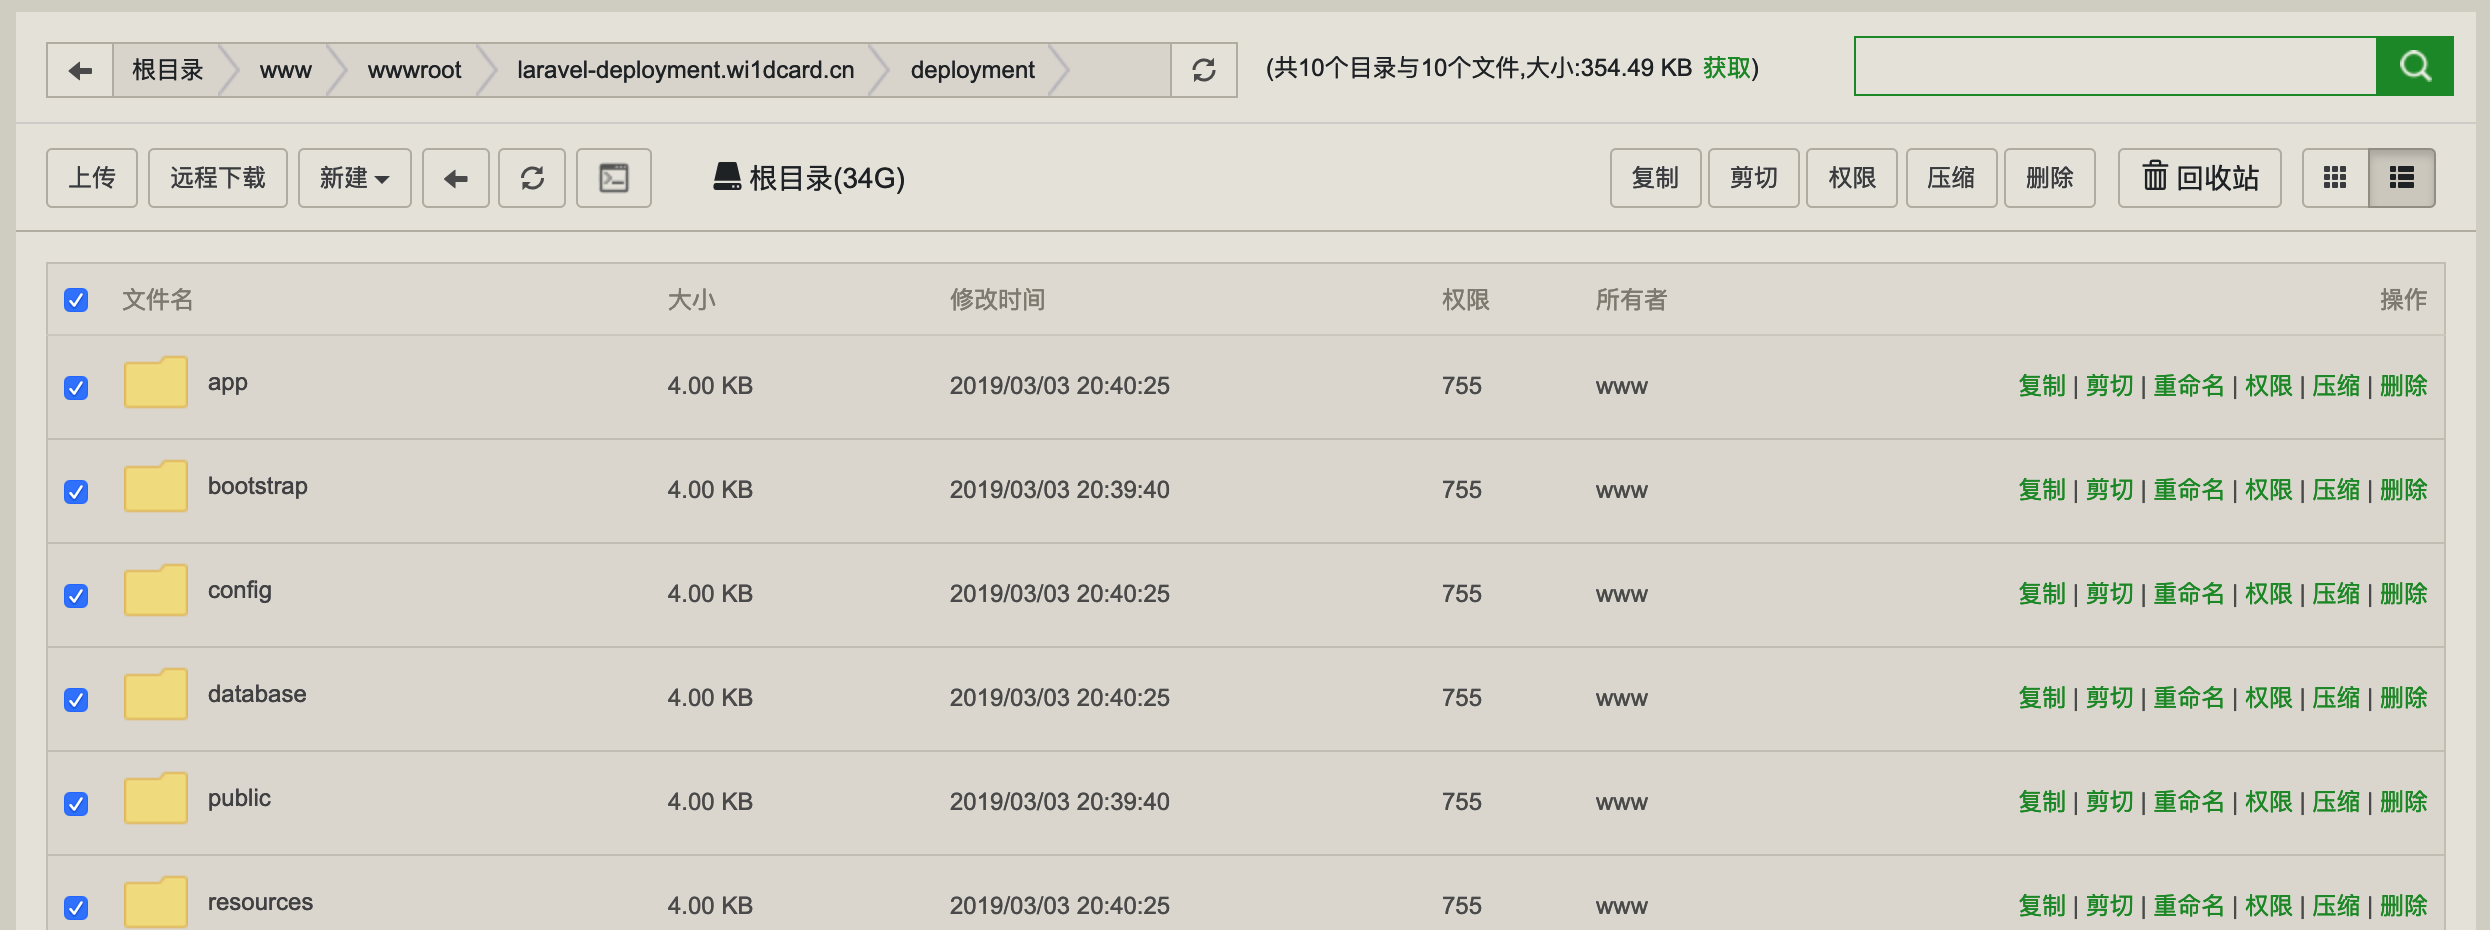 根目录 www wwwroot laravel-deployment.wi1dcard.cn deployment (共10个目录与10个文件,大小:354.49 KB 获取)
上传 远程下载 新建 根目录(34G) 复制 剪切 权限 压缩 删除 回收站
文件名 大小 修改时间 权限 所有者 操作
app 4.00 KB 2019/03/03 20:40:25 755 www 复制 | 剪切 | 重命名 | 权限 | 压缩 | 删除
bootstrap 4.00 KB 2019/03/03 20:39:40 755 www 复制 | 剪切 | 重命名 | 权限 | 压缩 | 删除
config 4.00 KB 2019/03/03 20:40:25 755 www 复制 | 剪切 | 重命名 | 权限 | 压缩 | 删除
database 4.00 KB 2019/03/03 20:40:25 755 www 复制 | 剪切 | 重命名 | 权限 | 压缩 | 删除
public 4.00 KB 2019/03/03 20:39:40 755 www 复制 | 剪切 | 重命名 | 权限 | 压缩 | 删除
resources 4.00 KB 2019/03/03 20:40:25 755 www 复制 | 剪切 | 重命名 | 权限 | 压缩 | 删除